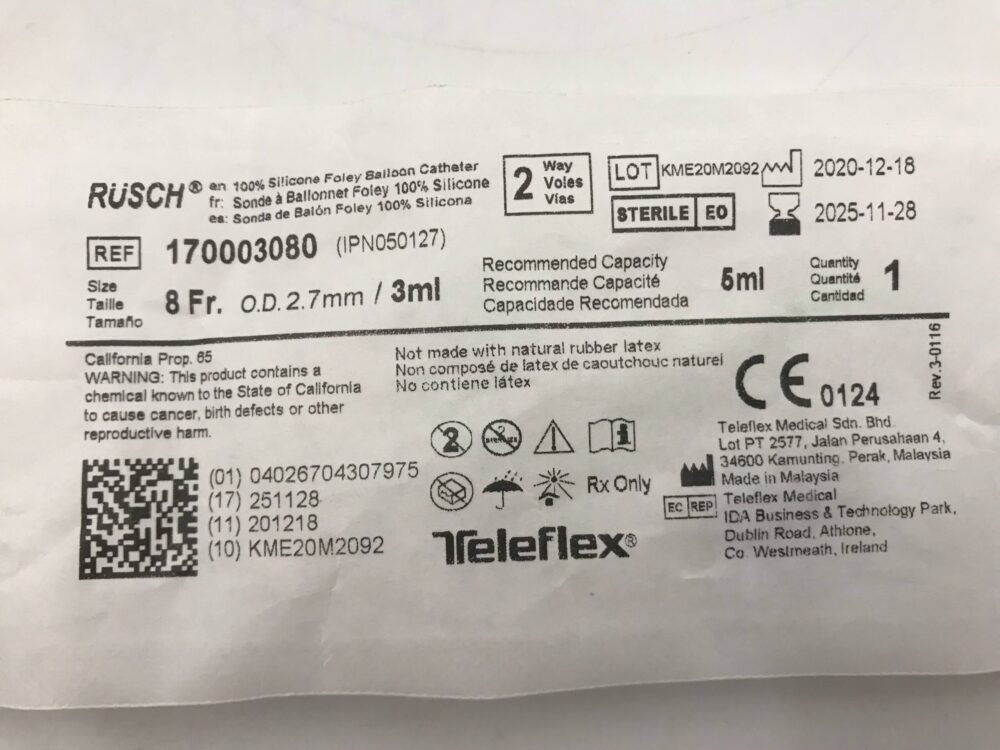 RÜSCH® en 100% Silicone Foley Balloon Catheter
fr: Sonde à Ballonnet Foley 100% Silicone
es: Sonda de Balón Foley 100% Silicona
2 Way
Voles
Vías
LOT KME20M2092 2020-12-18
STERILE EO 2025-11-28
REF 170003080 (IPN050127)
Size
Taille
Tamaño
8 Fr. O.D. 2.7mm / 3ml
Recommended Capacity
Recommande Capacité
Capacidade Recomendada
5ml
Quantity
Quantité
Cantidad
1
California Prop. 65
WARNING: This product contains a
chemical known to the State of California
to cause cancer, birth defects or other
reproductive harm.
Not made with natural rubber latex
Non composé de latex de caoutchouc naturel
No contiene látex
CE 0124
Rev.3-0116
(01) 04026704307975
(17) 251128
(11) 201218
(10) KME20M2092
2
STERILIZE
i
Rx Only
Teleflex®
Teleflex Medical Sdn. Bhd.
Lot PT 2577, Jalan Perusahaan 4,
34600 Kamunting, Perak, Malaysia
Made in Malaysia
EC REP Teleflex Medical
IDA Business & Technology Park,
Dublin Road, Athlone,
Co. Westmeath, Ireland